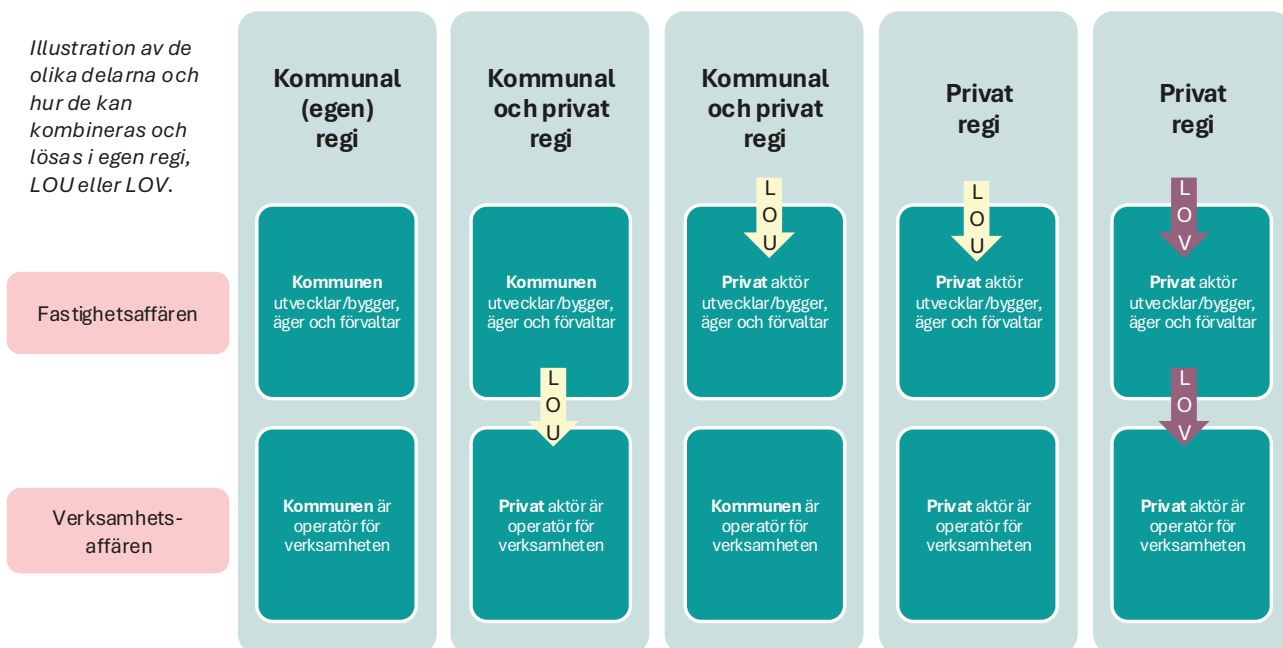 Illustration av de
olika delarna och
hur de kan
kombineras och
lösas i egen regi,
LOU eller LOV.
Kommunal
(egen)
regi
Kommunal
och privat
regi
Kommunal
och privat
regi
Privat
regi
Privat
regi
L
O
U
L
O
U
L
O
V
Fastighetsaffären
Kommunen
utvecklar/bygger,
äger och förvaltar
Kommunen
utvecklar/bygger,
äger och förvaltar
Privat aktör
utvecklar/bygger,
äger och förvaltar
Privat aktör
utvecklar/bygger,
äger och förvaltar
Privat aktör
utvecklar/bygger,
äger och förvaltar
L
O
U
L
O
V
Verksamhets-
affären
Kommunen är
operatör för
verksamheten
Privat aktör är
operatör för
verksamheten
Kommunen är
operatör för
verksamheten
Privat aktör är
operatör för
verksamheten
Privat aktör är
operatör för
verksamheten